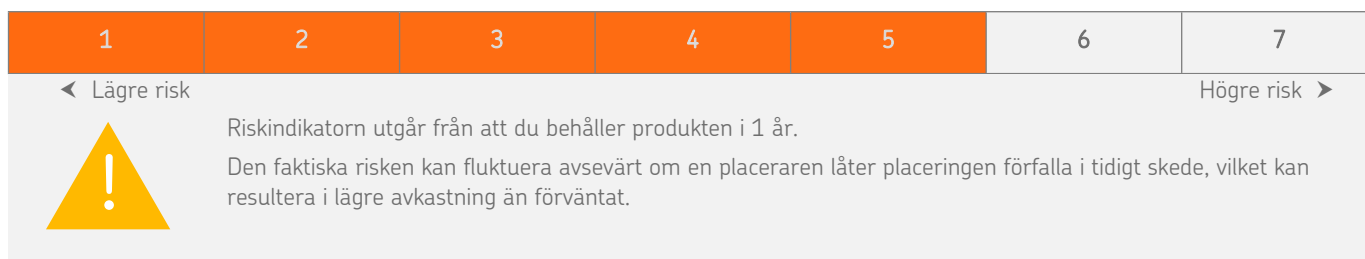 1 2 3 4 5 6 7
Lägre risk Högre risk
Riskindikatorn utgår från att du behåller produkten i 1 år.
Den faktiska risken kan fluktuera avsevärt om en placeraren låter placeringen förfalla i tidigt skede, vilket kan
resultera i lägre avkastning än förväntat.